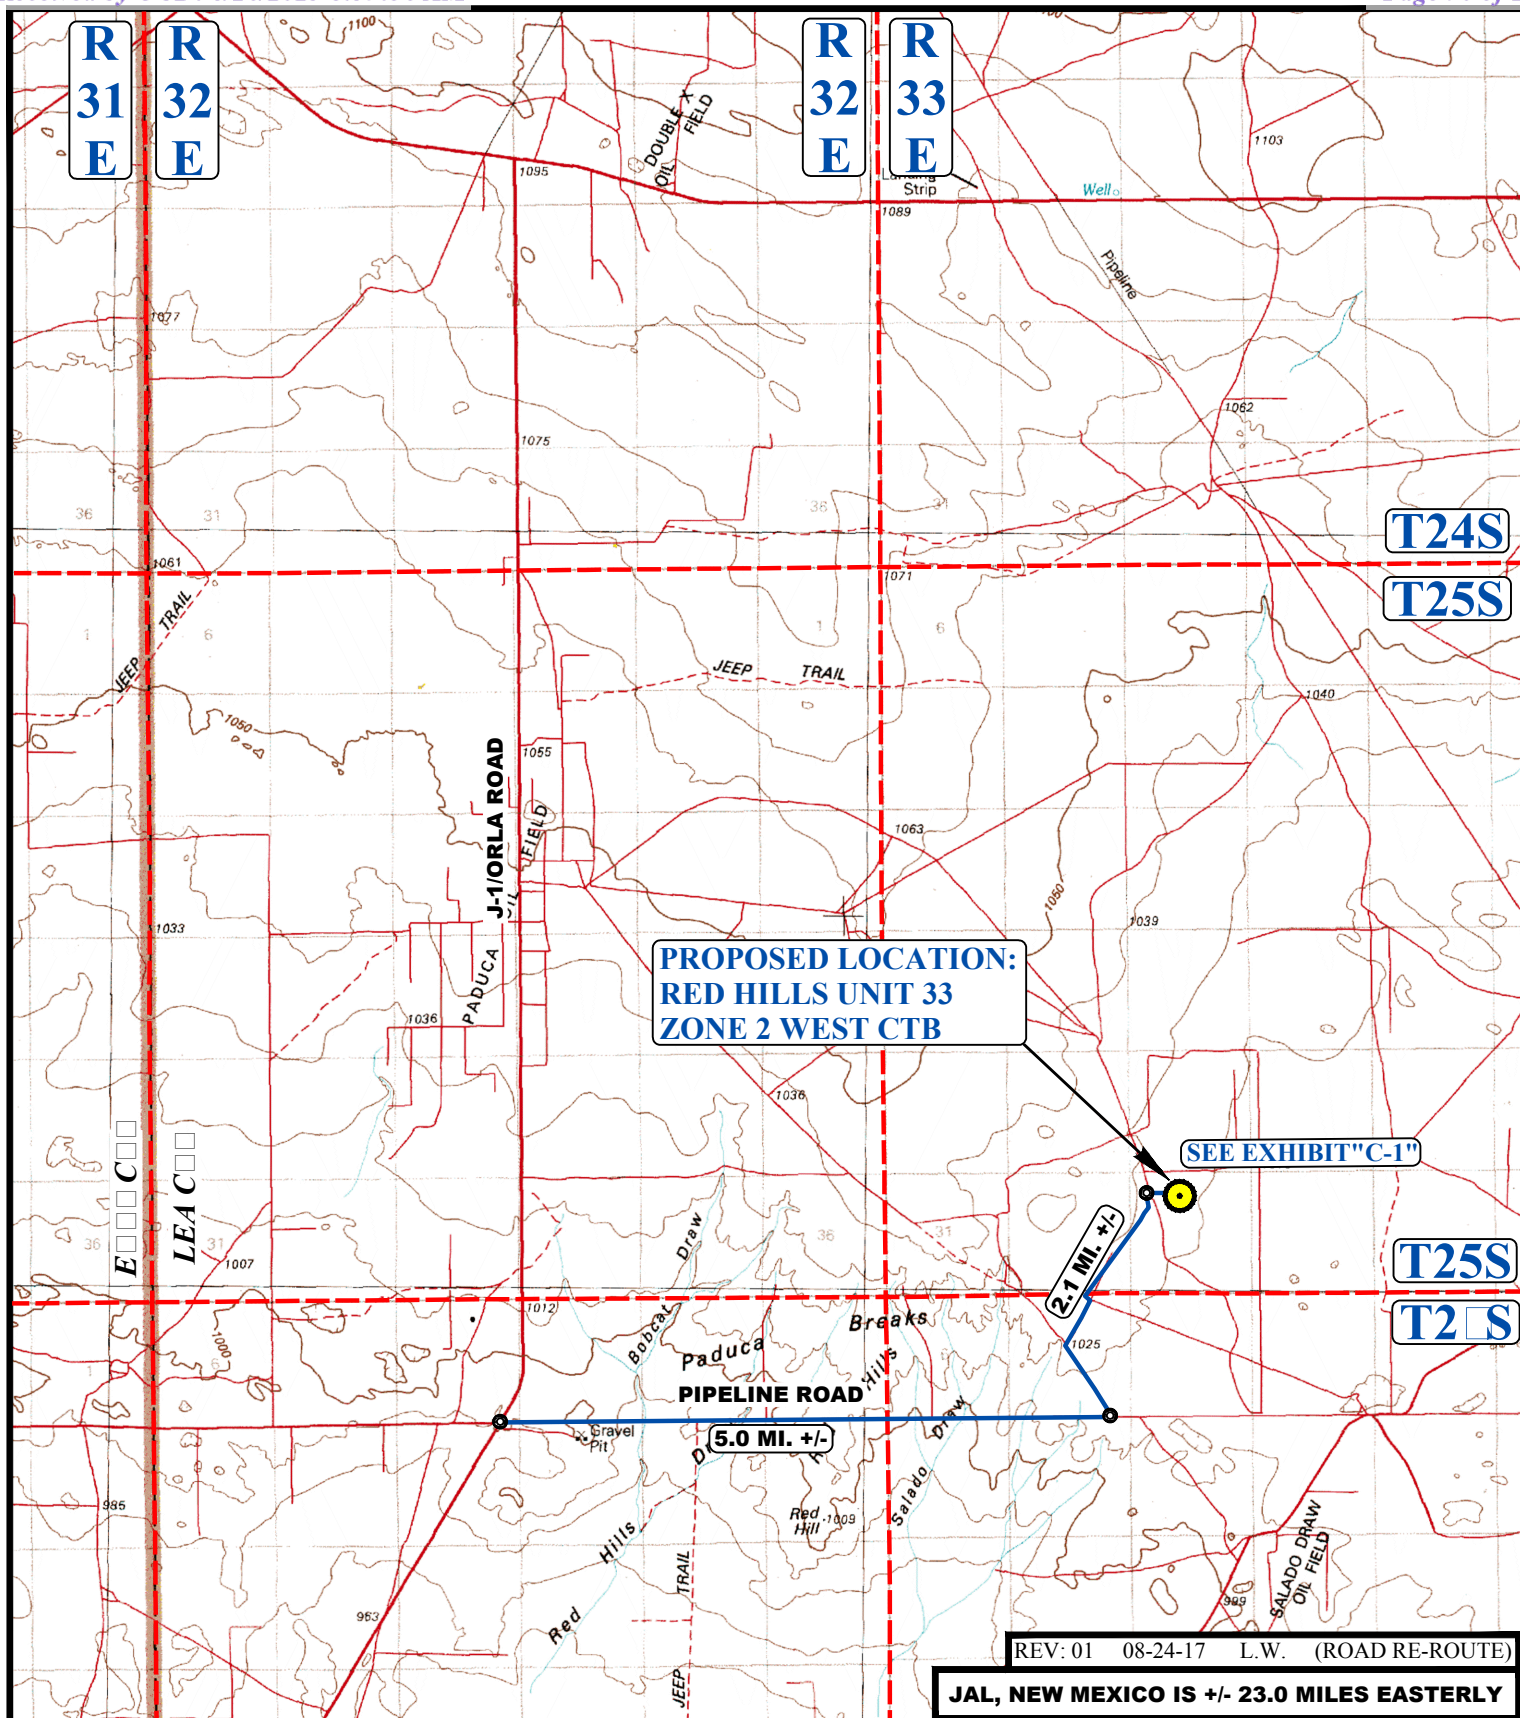 R
31
E
R
32
E
R
32
E
R
33
E
1100
DOUBLE X
OIL FIELD
1095
1103
Strip
Well
1089
Pipeline
1077
1062
1075
36
31
36
31
T24S
1061
1071
T25S
JEEP TRAIL
1
6
1
6
JEEP TRAIL
1040
1050
1055
J-1/ORLA ROAD
FIELD
1063
1050
1039
1033
PADUCA
1036
PROPOSED LOCATION:
RED HILLS UNIT 33
ZONE 2 WEST CTB
1036
SEE EXHIBIT"C-1"
E□□□□ C□□
LEA C□□
36
31
1007
Bobcat Draw
36
31
2.1 MI. +/-
T25S
T2□S
1012
1000
6
1
Paduca Breaks
1025
Hills
PIPELINE ROAD
5.0 MI. +/-
Gravel
Pit
Salado Draw
985
Red
Hill
1009
Red Hills
JEEP TRAIL
963
999
SALADO DRAW
OIL FIELD
REV: 01 08-24-17 L.W. (ROAD RE-ROUTE)
JAL, NEW MEXICO IS +/- 23.0 MILES EASTERLY